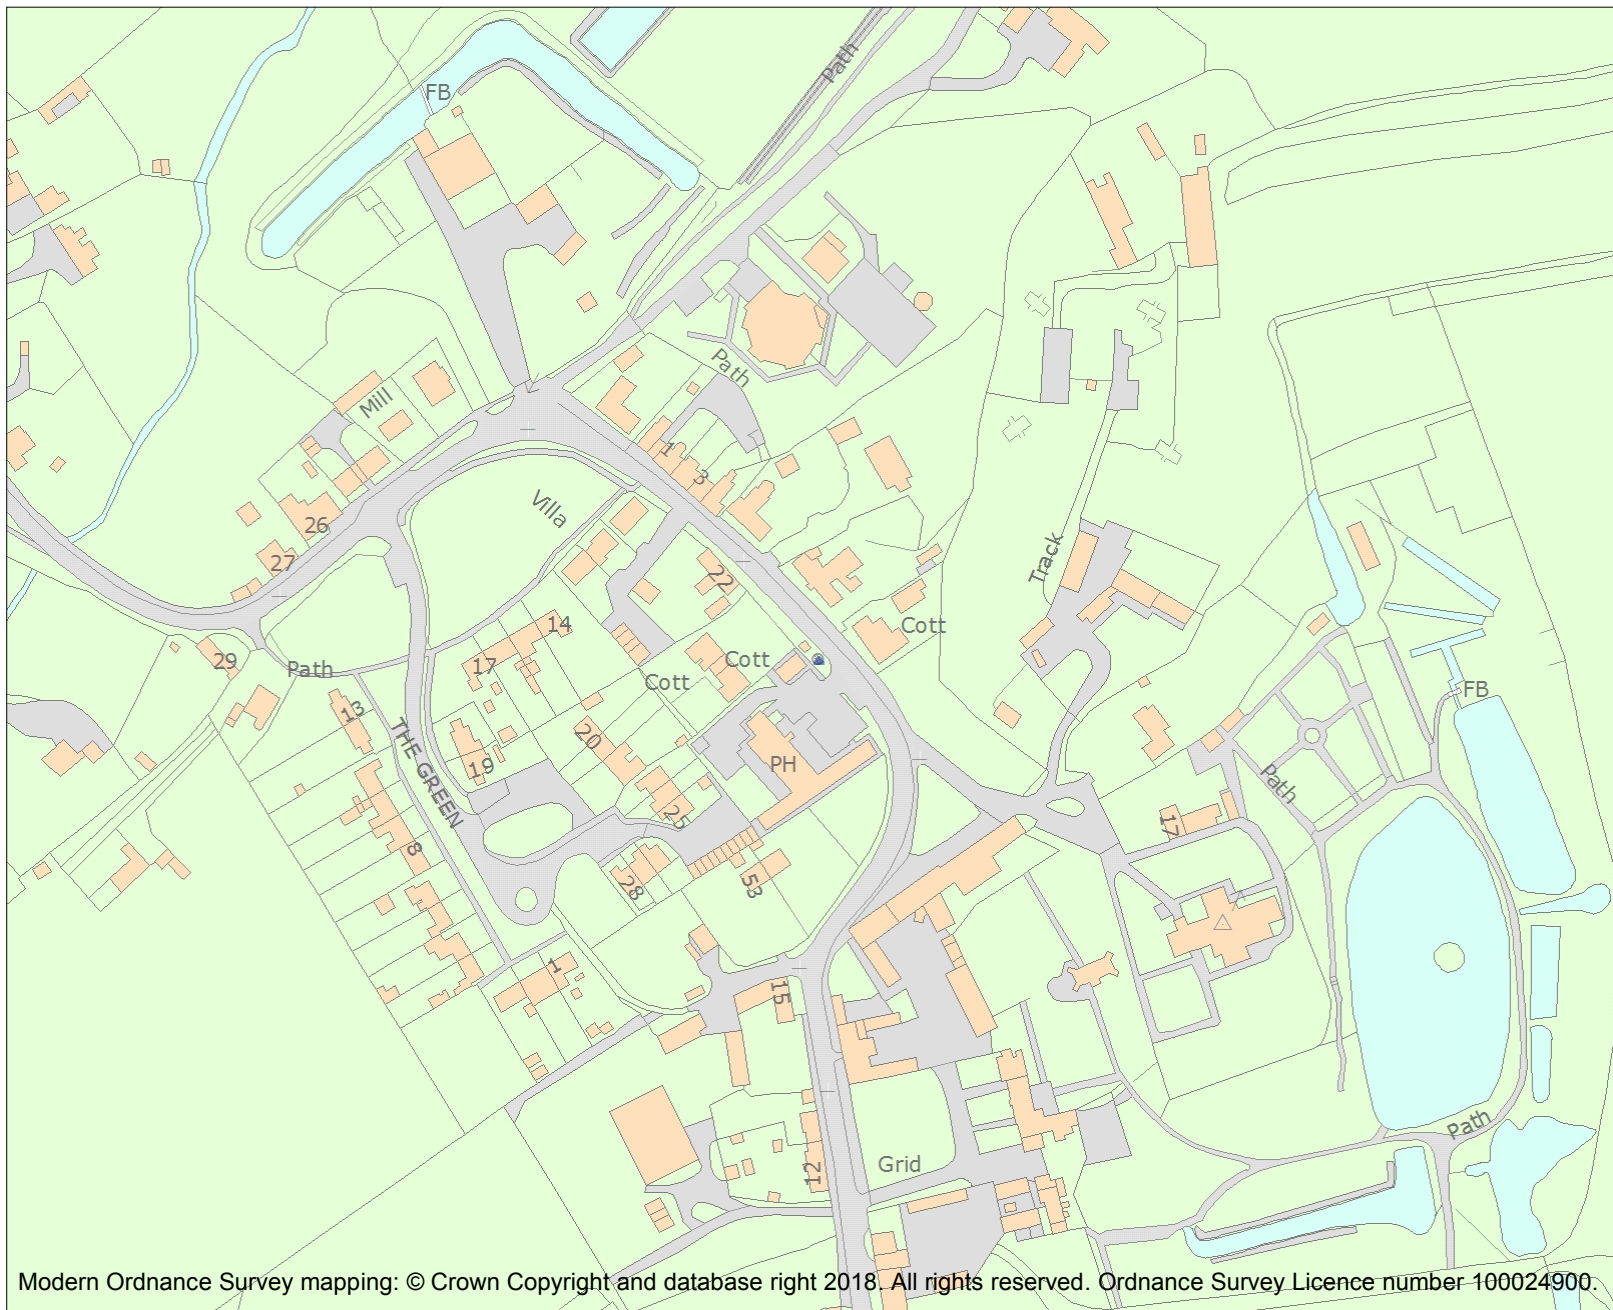 FB
Path
Path
Mill
1
3
Villa
26
27
22
Track
14
Cott
Cott
Cott
29
Path
17
13
THE GREEN
20
19
PH
FB
Path
25
17
8
28
53
1
15
12
Grid
Path
Modern Ordnance Survey mapping: © Crown Copyright and database right 2018. All rights reserved. Ordnance Survey Licence number 100024900.